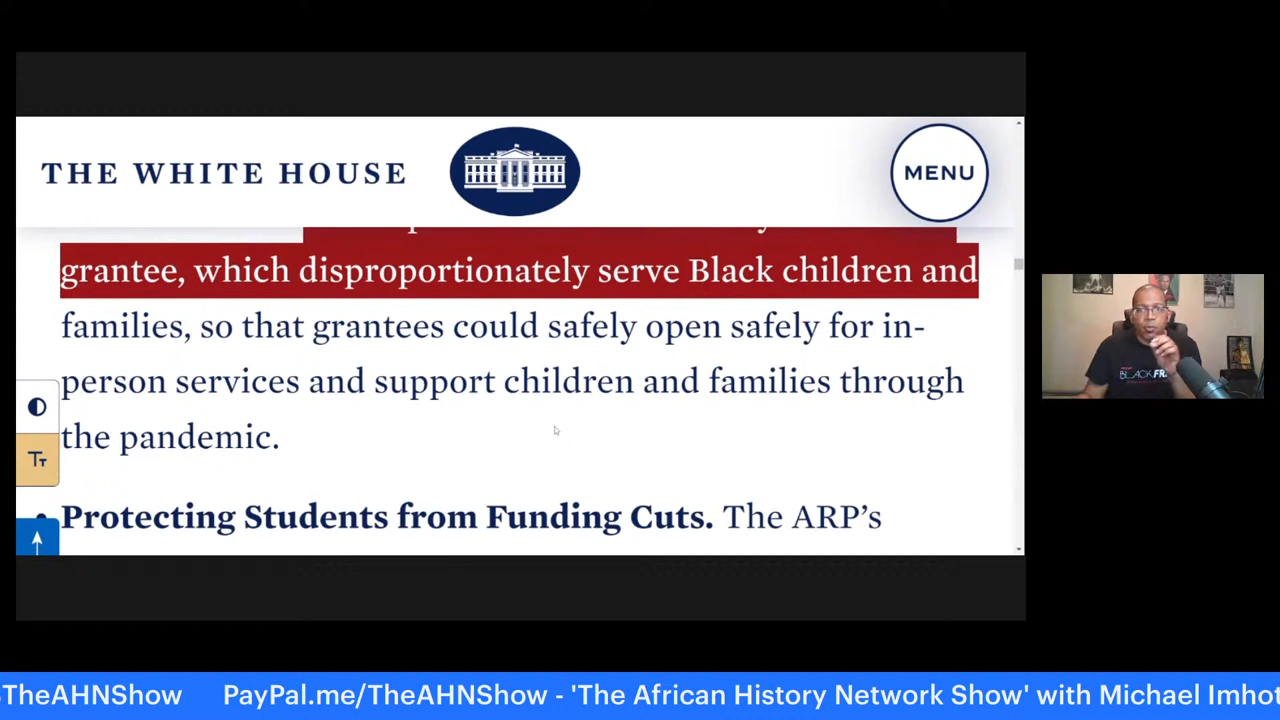 THE WHITE HOUSE
MENU
grantee, which disproportionately serve Black children and
families, so that grantees could safely open safely for in-
person services and support children and families through
the pandemic.
TT
• Protecting Students from Funding Cuts. The ARP’s
BLACK
TheAHNShow PayPal.me/TheAHNShow - 'The African History Network Show' with Michael Imhot